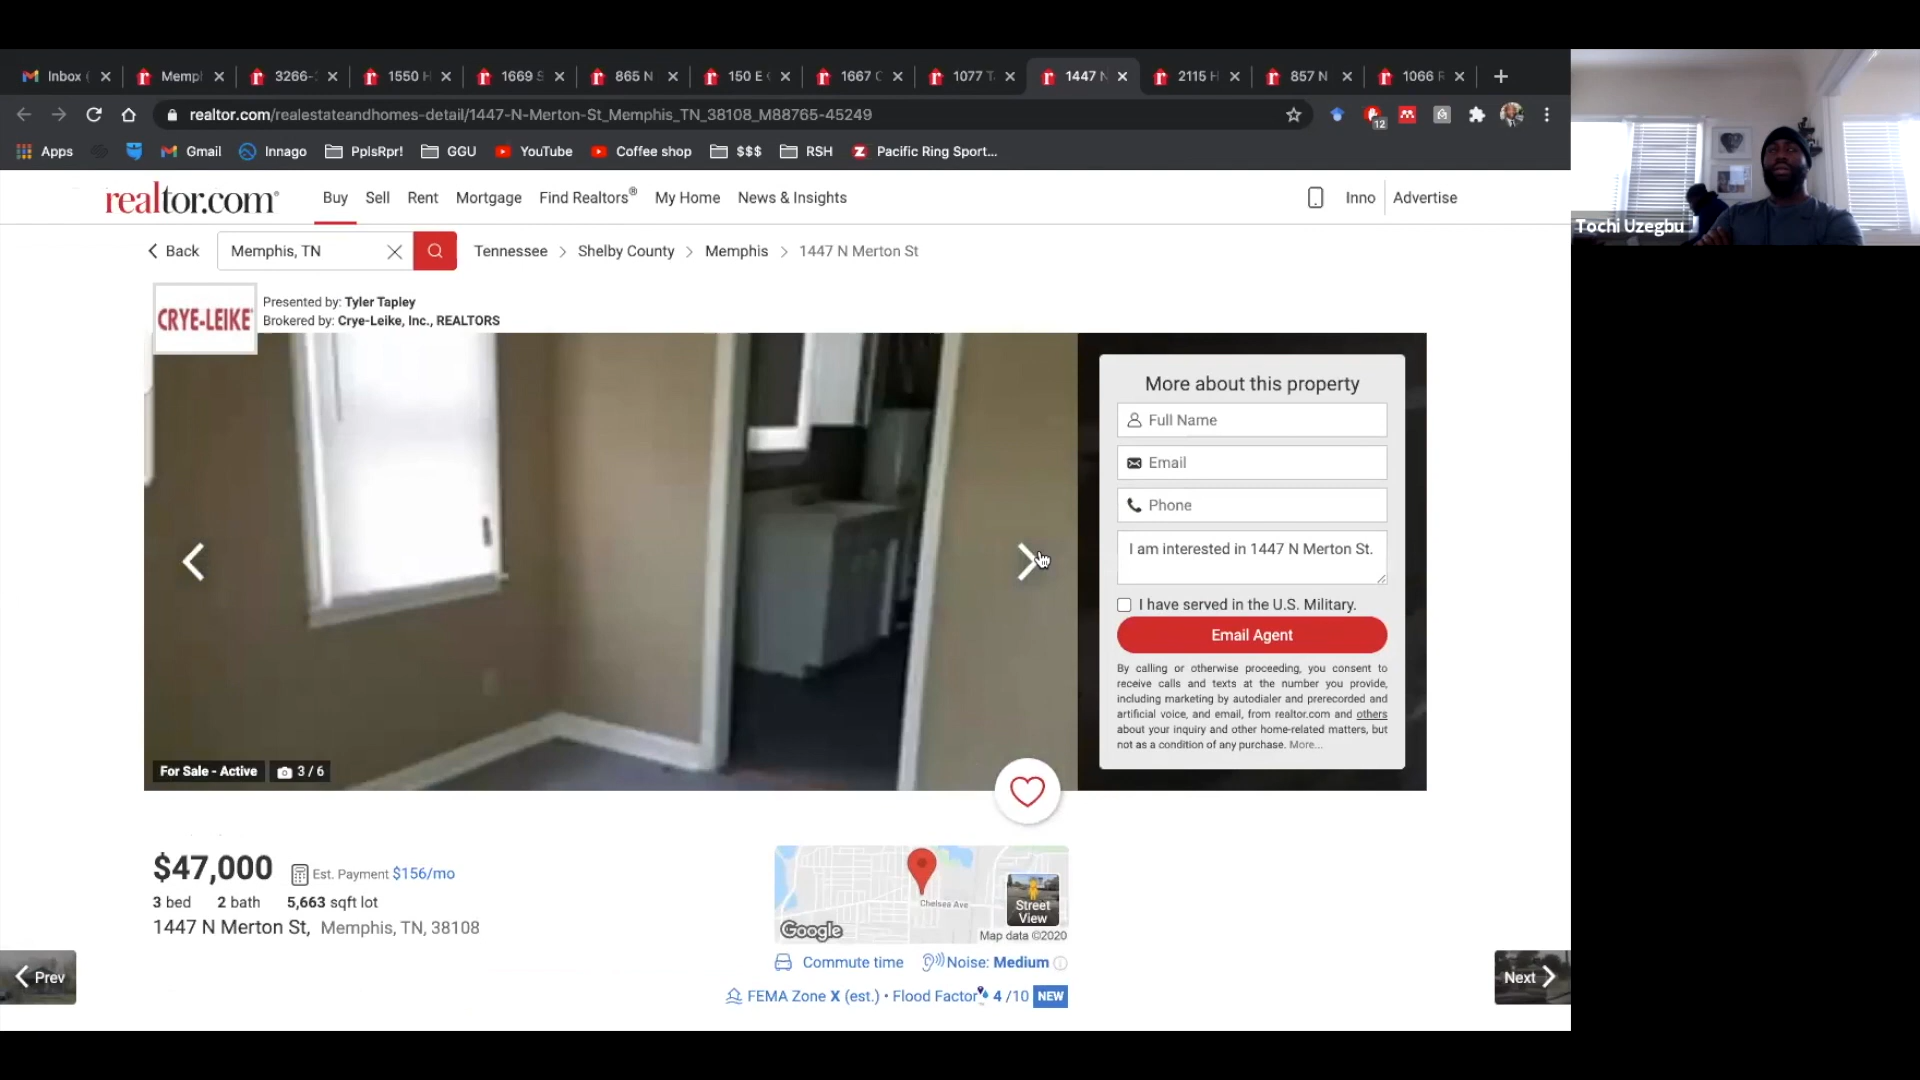 Inbox (
Memp
3266-
1550 H
1669 S
865 N
150 E
1667 C
1077 T
1447 N
2115 H
857 N
1066 R
realtor.com/realestateandhomes-detail/1447-N-Merton-St_Memphis_TN_38108_M88765-45249
12
Apps
Gmail
Innago
PplsRpr!
GGU
YouTube
Coffee shop
$$$
RSH
Pacific Ring Sport...
realtor.com®
Buy
Sell
Rent
Mortgage
Find Realtors®
My Home
News & Insights
Inno
Advertise
Tochi Uzegbu
Back
Memphis, TN
Tennessee > Shelby County > Memphis > 1447 N Merton St
CRYE-LEIKE
Presented by: Tyler Tapley
Brokered by: Crye-Leike, Inc., REALTORS
More about this property
Full Name
Email
Phone
I am interested in 1447 N Merton St.
I have served in the U.S. Military.
Email Agent
By calling or otherwise proceeding, you consent to
receive calls and texts at the number you provide,
including marketing by autodialer and prerecorded and
artificial voice, and email, from realtor.com and others
about your inquiry and other home-related matters, but
not as a condition of any purchase. More...
For Sale - Active
3 / 6
$47,000
Est. Payment $156/mo
3 bed 2 bath 5,663 sqft lot
1447 N Merton St, Memphis, TN, 38108
Chelsea Ave
Street
View
Google
Map data ©2020
Commute time
Noise: Medium
FEMA Zone X (est.) • Flood Factor 4 /10 NEW
Prev
Next